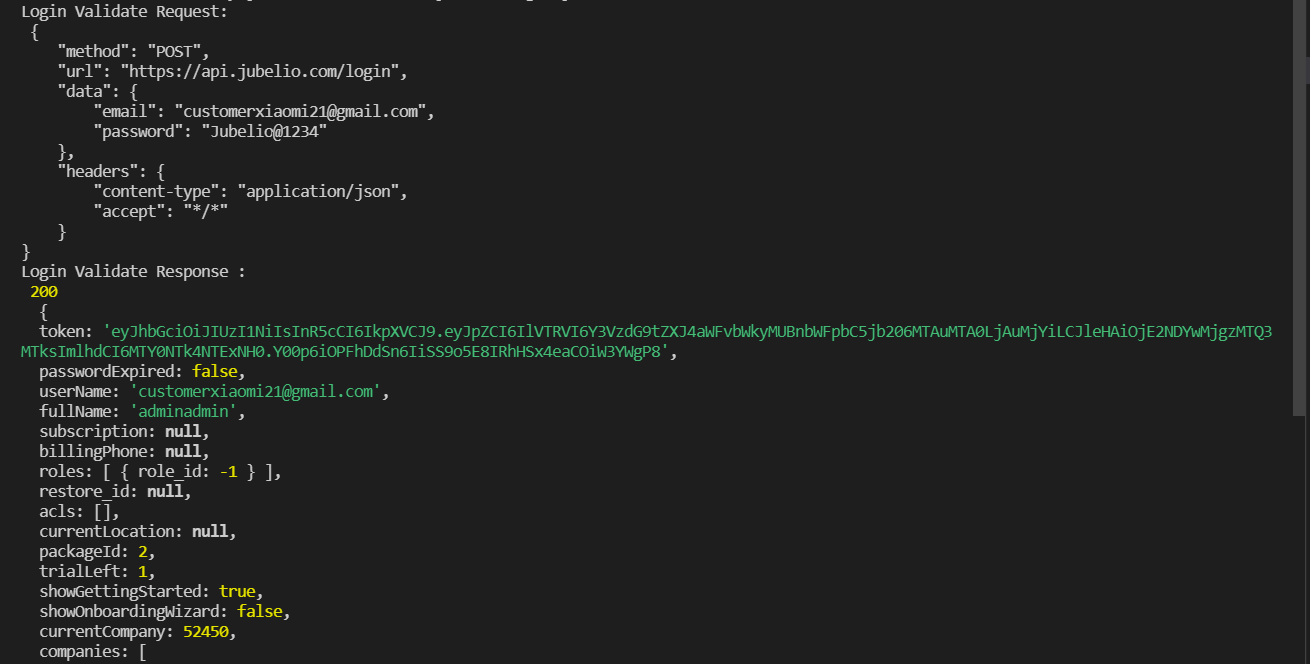 Login Validate Request:
{
"method": "POST",
"url": "https://api.jubelio.com/login",
"data": {
"email": "customerxiaomi21@gmail.com",
"password": "Jubelio@1234"
},
"headers": {
"content-type": "application/json",
"accept": "*/*"
}
}
Login Validate Response :
200
{
token: 'eyJhbGciOiJIUzI1NiIsInR5cCI6IkpXVCJ9.eyJpZCI6IlVTRVI6Y3VzdG9tZXJ4aWFvbWkyMUBnbWFpbC5jb206MTAuMTA0LjAuMjYiLCJleHAiOjE2NDYwMjgzMTQ3
MTksImlhdCI6MTY0NTk4NTExNH0.Y00p6iOPFhDdSn6IiSS9o5E8IRhHSx4eaCOiW3YWgP8',
passwordExpired: false,
userName: 'customerxiaomi21@gmail.com',
fullName: 'adminadmin',
subscription: null,
billingPhone: null,
roles: [ { role_id: -1 } ],
restore_id: null,
acls: [],
currentLocation: null,
packageId: 2,
trialLeft: 1,
showGettingStarted: true,
showOnboardingWizard: false,
currentCompany: 52450,
companies: [